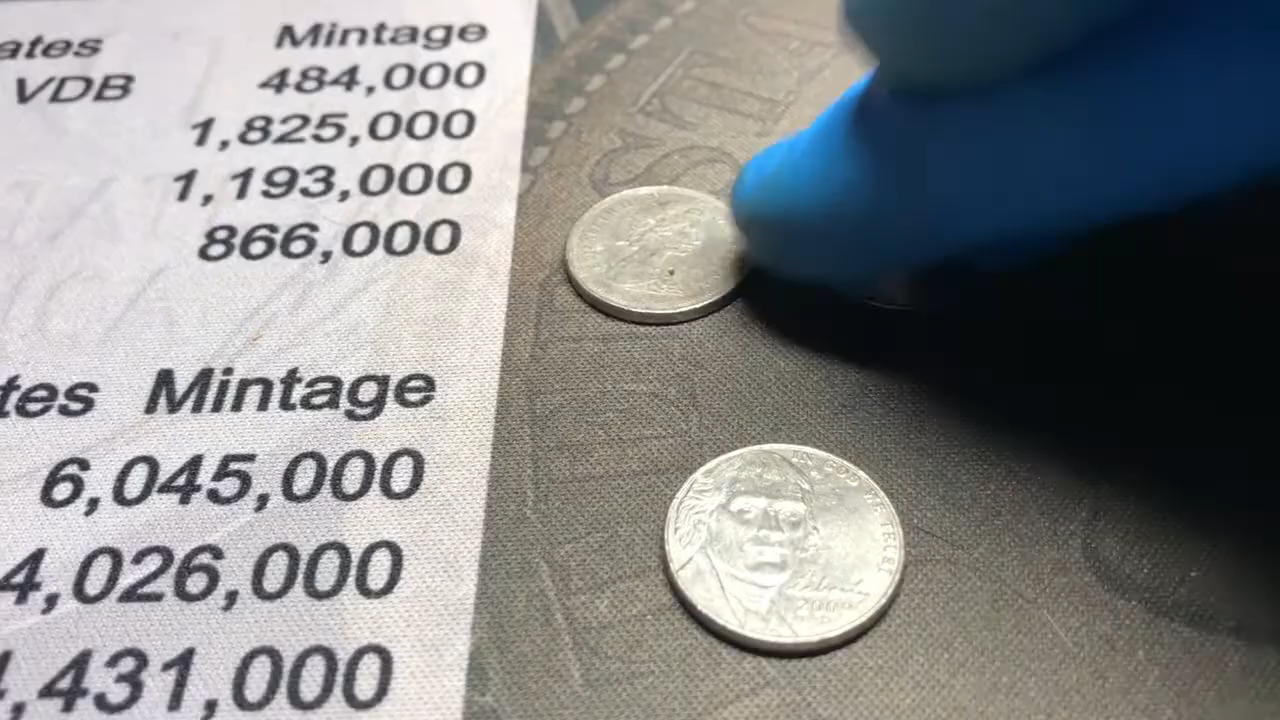 ates Mintage
VDB 484,000
1,825,000
1,193,000
866,000
tes Mintage
6,045,000
4,026,000
,431,000
IN GOD WE TRUST
Liberty